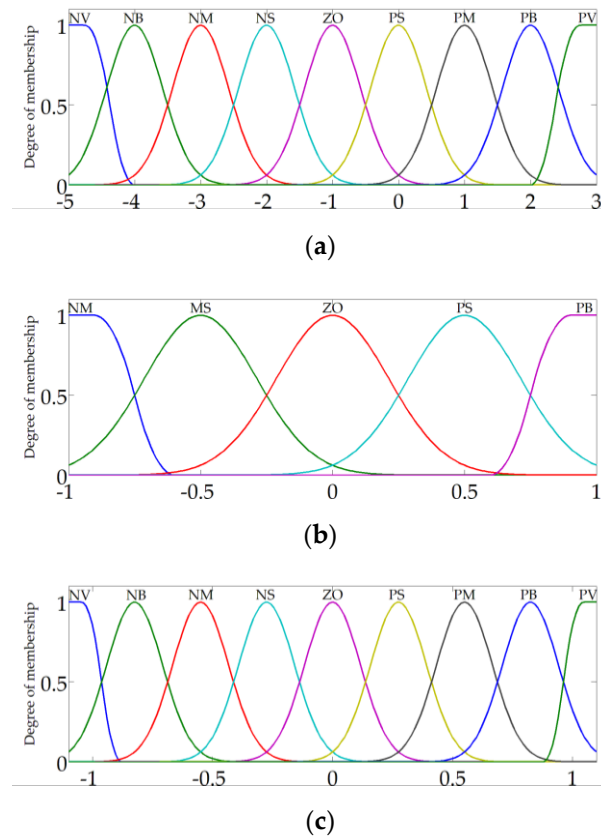 NV NB NM NS ZO PS PM PB PV
Degree of membership
1
0.5
0
-5 -4 -3 -2 -1 0 1 2 3
(a)
NM MS ZO PS PB
Degree of membership
1
0.5
0
-1 -0.5 0 0.5 1
(b)
NV NB NM NS ZO PS PM PB PV
Degree of membership
1
0.5
0
-1 -0.5 0 0.5 1
(c)